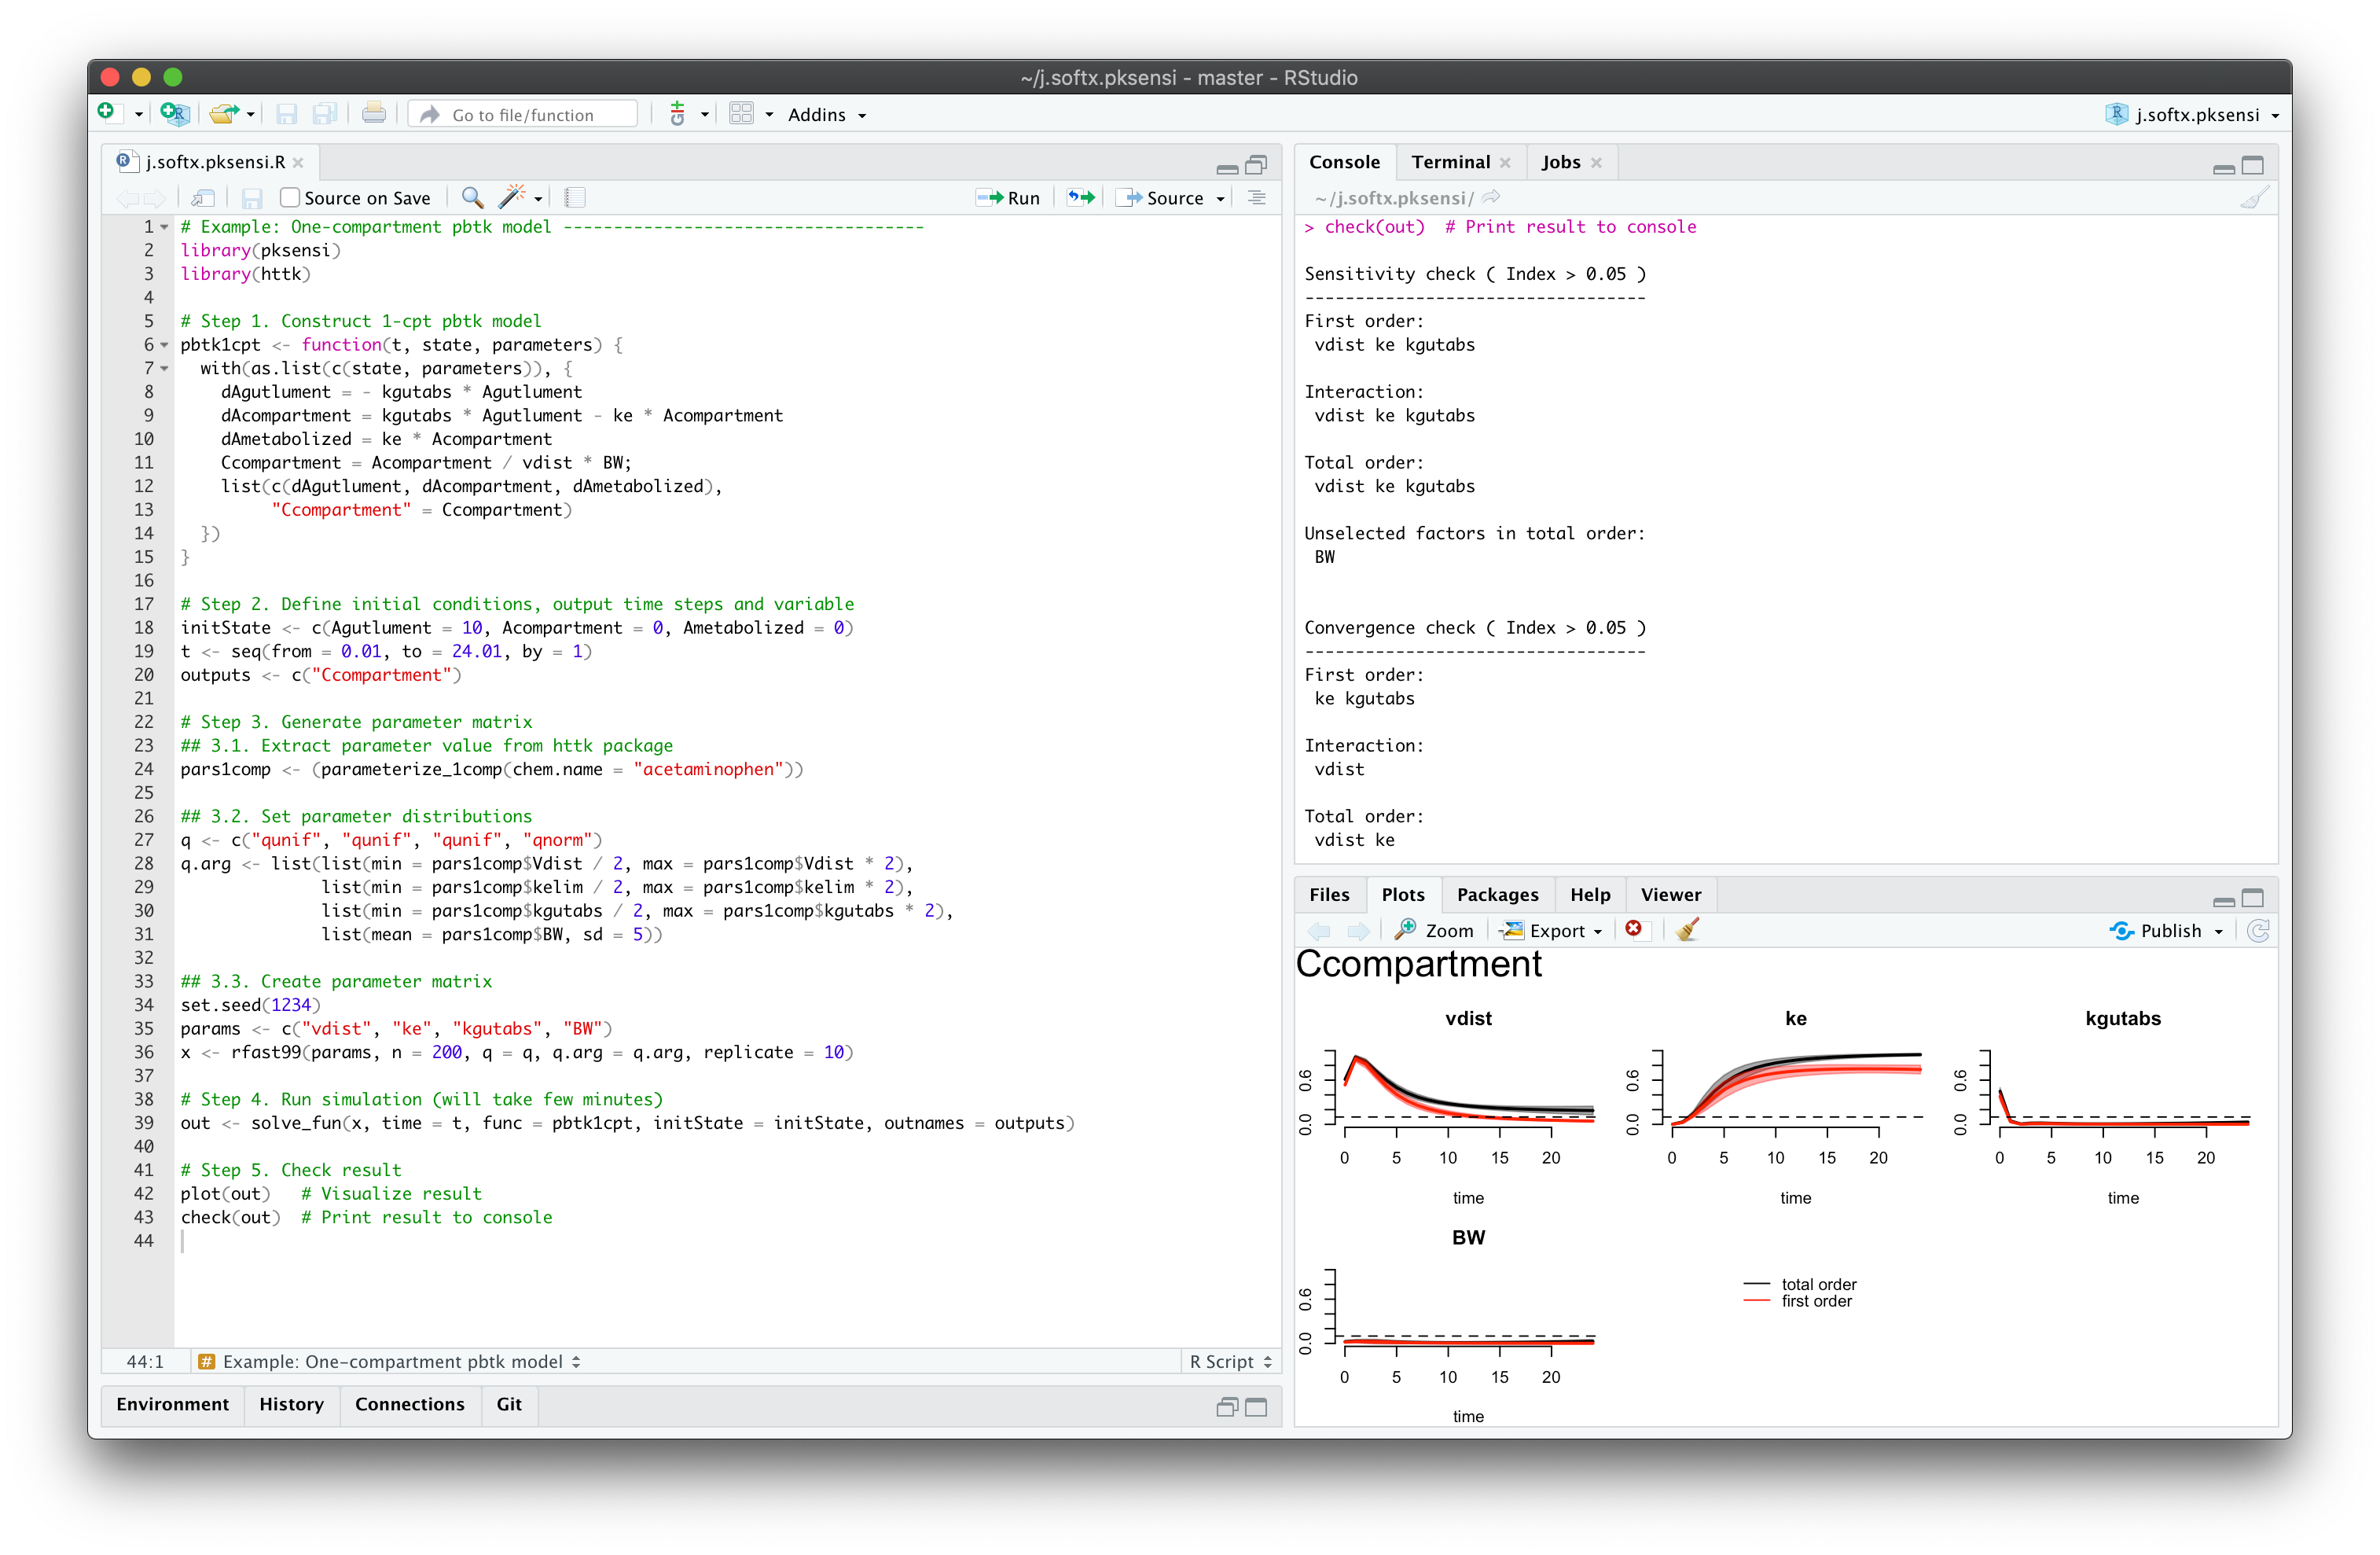 ~/j.softx.pksensi - master - RStudio
Go to file/function
Git
Addins
j.softx.pksensi
j.softx.pksensi.R
Source on Save
Run
Source
1 # Example: One-compartment pbtk model ------------------------------------
2 library(pksensi)
3 library(httk)
4
5 # Step 1. Construct 1-cpt pbtk model
6 pbtk1cpt <- function(t, state, parameters) {
7   with(as.list(c(state, parameters)), {
8     dAgutlument = - kgutabs * Agutlument
9     dAcompartment = kgutabs * Agutlument - ke * Acompartment
10     dAmetabolized = ke * Acompartment
11     Ccompartment = Acompartment / vdist * BW;
12     list(c(dAgutlument, dAcompartment, dAmetabolized),
13          "Ccompartment" = Ccompartment)
14   })
15 }
16
17 # Step 2. Define initial conditions, output time steps and variable
18 initState <- c(Agutlument = 10, Acompartment = 0, Ametabolized = 0)
19 t <- seq(from = 0.01, to = 24.01, by = 1)
20 outputs <- c("Ccompartment")
21
22 # Step 3. Generate parameter matrix
23 ## 3.1. Extract parameter value from httk package
24 pars1comp <- (parameterize_1comp(chem.name = "acetaminophen"))
25
26 ## 3.2. Set parameter distributions
27 q <- c("qunif", "qunif", "qunif", "qnorm")
28 q.arg <- list(list(min = pars1comp$Vdist / 2, max = pars1comp$Vdist * 2),
29               list(min = pars1comp$kelim / 2, max = pars1comp$kelim * 2),
30               list(min = pars1comp$kgutabs / 2, max = pars1comp$kgutabs * 2),
31               list(mean = pars1comp$BW, sd = 5))
32
33 ## 3.3. Create parameter matrix
34 set.seed(1234)
35 params <- c("vdist", "ke", "kgutabs", "BW")
36 x <- rfast99(params, n = 200, q = q, q.arg = q.arg, replicate = 10)
37
38 # Step 4. Run simulation (will take few minutes)
39 out <- solve_fun(x, time = t, func = pbtk1cpt, initState = initState, outnames = outputs)
40
41 # Step 5. Check result
42 plot(out)   # Visualize result
43 check(out)  # Print result to console
44
44:1 # Example: One-compartment pbtk model R Script
Environment History Connections Git
Console Terminal Jobs
~/j.softx.pksensi/
> check(out)  # Print result to console
Sensitivity check ( Index > 0.05 )
----------------------------------
First order:
 vdist ke kgutabs
Interaction:
 vdist ke kgutabs
Total order:
 vdist ke kgutabs
Unselected factors in total order:
 BW
Convergence check ( Index > 0.05 )
----------------------------------
First order:
 ke kgutabs
Interaction:
 vdist
Total order:
 vdist ke
Files Plots Packages Help Viewer
Zoom Export Publish
Ccompartment
vdist ke kgutabs
0.6 0.6 0.6
0.0 0.0 0.0
0 5 10 15 20 0 5 10 15 20 0 5 10 15 20
time time time
BW
0.6
0.0
total order
first order
0 5 10 15 20
time